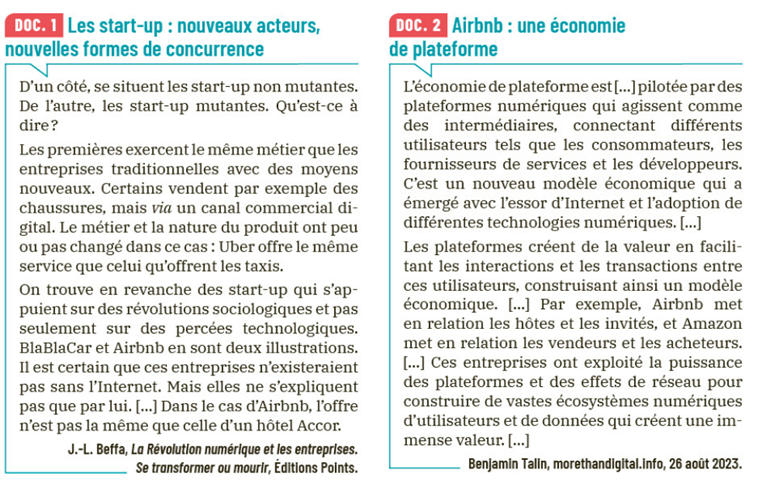 DOC. 1 Les start-up : nouveaux acteurs,
nouvelles formes de concurrence
D'un côté, se situent les start-up non mutantes.
De l'autre, les start-up mutantes. Qu'est-ce à
dire ?
Les premières exercent le même métier que les
entreprises traditionnelles avec des moyens
nouveaux. Certains vendent par exemple des
chaussures, mais via un canal commercial di-
gital. Le métier et la nature du produit ont peu
ou pas changé dans ce cas : Uber offre le même
service que celui qu'offrent les taxis.
On trouve en revanche des start-up qui s'ap-
puient sur des révolutions sociologiques et pas
seulement sur des percées technologiques.
BlaBlaCar et Airbnb en sont deux illustrations.
Il est certain que ces entreprises n'existeraient
pas sans l'Internet. Mais elles ne s'expliquent
pas que par lui. [...] Dans le cas d'Airbnb, l'offre
n'est pas la même que celle d'un hôtel Accor.
J.-L. Beffa, La Révolution numérique et les entreprises.
Se transformer ou mourir, Éditions Points.
DOC. 2 Airbnb : une économie
de plateforme
L'économie de plateforme est [...] pilotée par des
plateformes numériques qui agissent comme
des intermédiaires, connectant différents
utilisateurs tels que les consommateurs, les
fournisseurs de services et les développeurs.
C'est un nouveau modèle économique qui a
émergé avec l'essor d'Internet et l'adoption de
différentes technologies numériques. [...]
Les plateformes créent de la valeur en facili-
tant les interactions et les transactions entre
ces utilisateurs, construisant ainsi un modèle
économique. [...] Par exemple, Airbnb met
en relation les hôtes et les invités, et Amazon
met en relation les vendeurs et les acheteurs.
[...] Ces entreprises ont exploité la puissance
des plateformes et des effets de réseau pour
construire de vastes écosystèmes numériques
d'utilisateurs et de données qui créent une im-
mense valeur. [...]
Benjamin Talin, morethandigital.info, 26 août 2023.